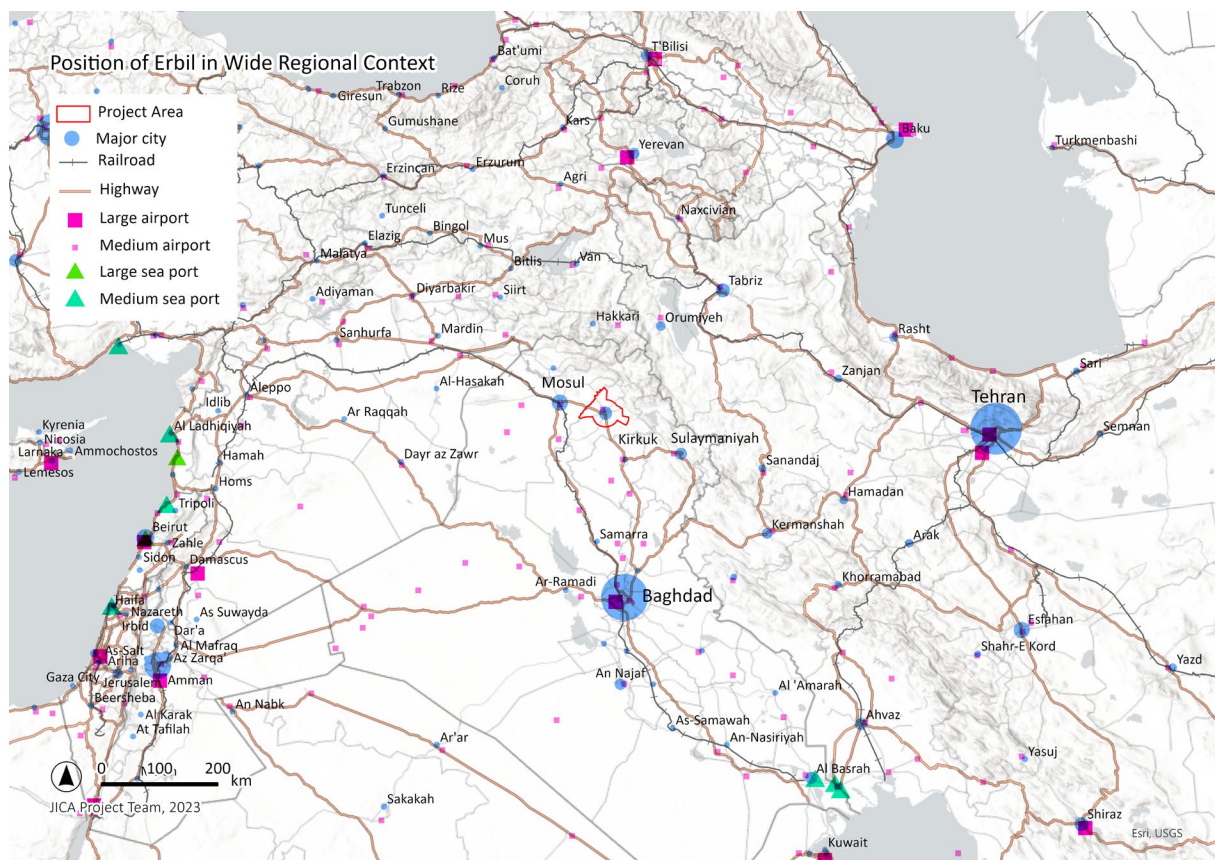 Position of Erbil in Wide Regional Context
Project Area
Major city
Railroad
Highway
Large airport
Medium airport
Large sea port
Medium sea port
T'Bilisi
Bat'umi
Coruh
Trabzon
Rize
Giresun
Gumushane
Kars
Baku
Turkmenbashi
Yerevan
Erzincan
Erzurum
Agri
Tunceli
Naxcivian
Bingol
Elazig
Mus
Malatya
Bitlis
Van
Adiyaman
Diyarbakir
Siirt
Tabriz
Hakkari
Orumiyeh
Sanhurfa
Mardin
Rasht
Zanjan
Sari
Aleppo
Al-Hasakah
Mosul
Tehran
Idlib
Ar Raqqah
Kyrenia
Al Ladhiqiyah
Nicosia
Larnaka
Ammochostos
Kirkuk
Sulaymaniyah
Semnan
Lemesos
Hamah
Dayr az Zawr
Sanandaj
Homs
Hamadan
Tripoli
Beirut
Zahle
Samarra
Kermanshah
Arak
Sidon
Damascus
Ar-Ramadi
Baghdad
Khorramabad
Haifa
Nazareth
As Suwayda
Irbid
Dar'a
Esfahan
Al Mafraq
As-Salt
Az Zarqa'
Ariha
Shahr-E Kord
Yazd
Gaza City
Jerusalem
Amman
An Najaf
Beersheba
Al 'Amarah
An Nabk
Al Karak
At Tafilah
As-Samawah
Ahvaz
An-Nasiriyah
Ar'ar
Yasuj
Al Basrah
0 100 200
km
Sakakah
JICA Project Team, 2023
Shiraz
Kuwait
Esri, USGS